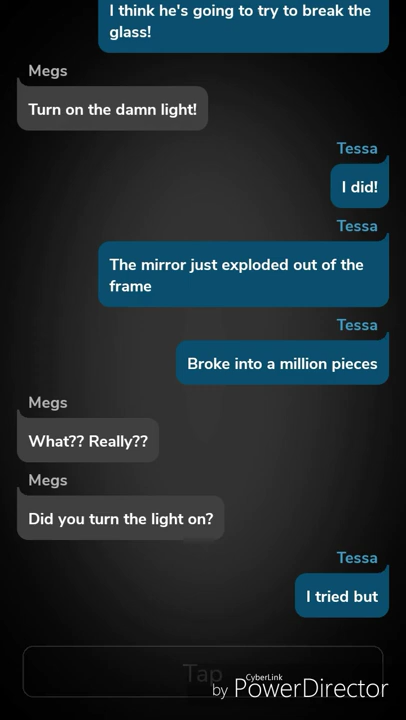 I think he's going to try to break the
glass!
Megs
Turn on the damn light!
Tessa
I did!
Tessa
The mirror just exploded out of the
frame
Tessa
Broke into a million pieces
Megs
What?? Really??
Megs
Did you turn the light on?
Tessa
I tried but
Tap
by CyberLink PowerDirector